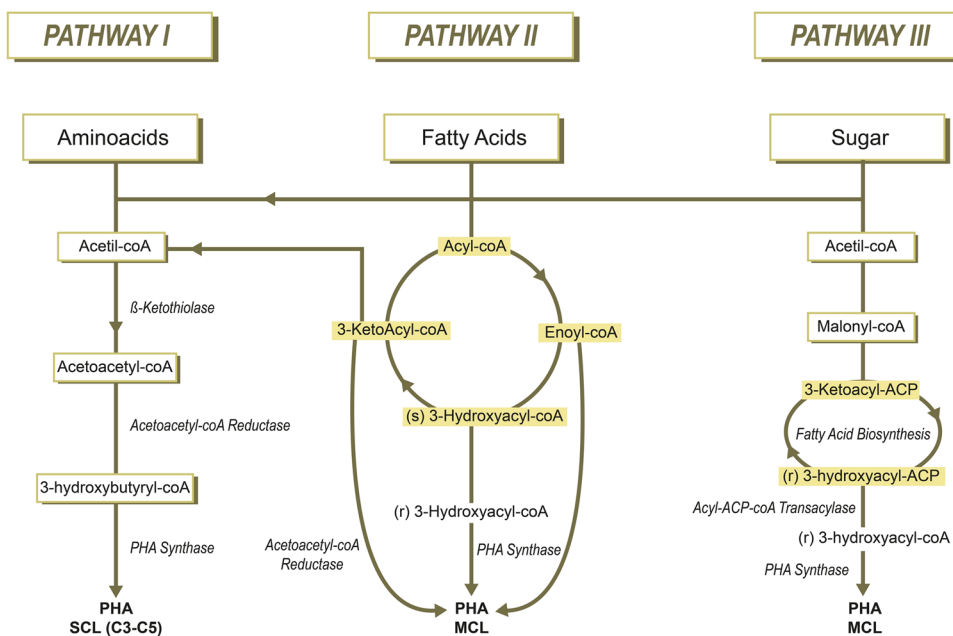 PATHWAY I
PATHWAY II
PATHWAY III
Aminoacids
Fatty Acids
Sugar
Acetil-coA
Acyl-coA
Acetil-coA
ß-Ketothiolase
3-KetoAcyl-coA
Enoyl-coA
Malonyl-coA
Acetoacetyl-coA
3-Ketoacyl-ACP
(s) 3-Hydroxyacyl-coA
Acetoacetyl-coA Reductase
Fatty Acid Biosynthesis
(r) 3-hydroxyacyl-ACP
3-hydroxybutyryl-coA
Acyl-ACP-coA Transacylase
(r) 3-Hydroxyacyl-coA
(r) 3-hydroxyacyl-coA
PHA Synthase
Acetoacetyl-coA
Reductase
PHA Synthase
PHA Synthase
PHA
SCL (C3-C5)
PHA
MCL
PHA
MCL